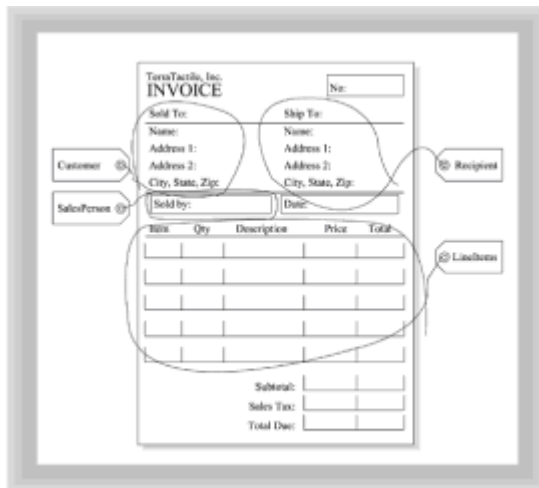 TerraTactile, Inc.
INVOICE
No:
Sold To: Ship To:
Name: Name:
Address 1: Address 1:
Customer Address 2: Address 2: Recipient
City, State, Zip: City, State, Zip:
SalesPerson Sold by: Date:
Item Qty Description Price Total
LineItems
Subtotal:
Sales Tax:
Total Due: